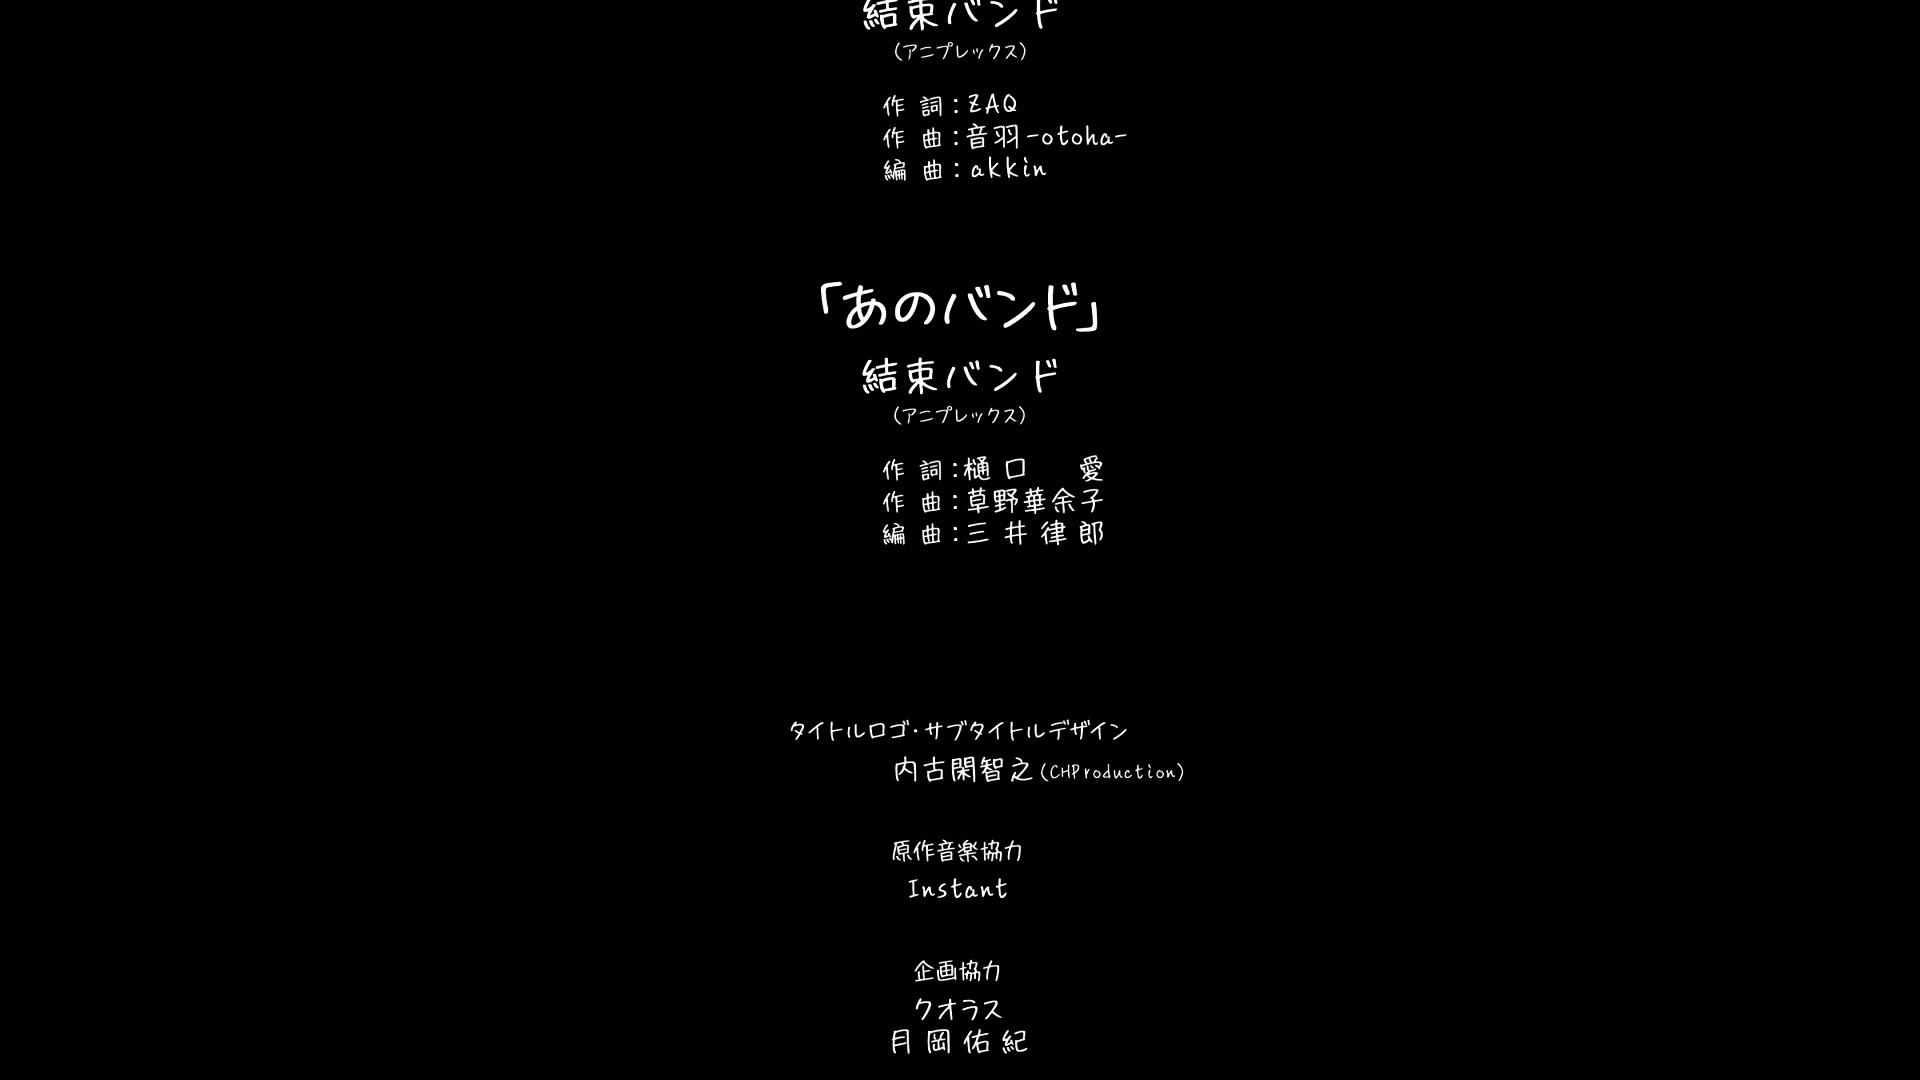 結束バンド
(アニプレックス)
作 詞:ZAQ
作 曲:音羽-otoha-
編 曲:akkin
「あのバンド」
結束バンド
(アニプレックス)
作 詞:樋口 愛
作 曲:草野華余子
編 曲:三井律郎
タイトルロゴ・サブタイトルデザイン
内古閑智之(CHProduction)
原作音楽協力
Instant
企画協力
クオラス
月岡佑紀